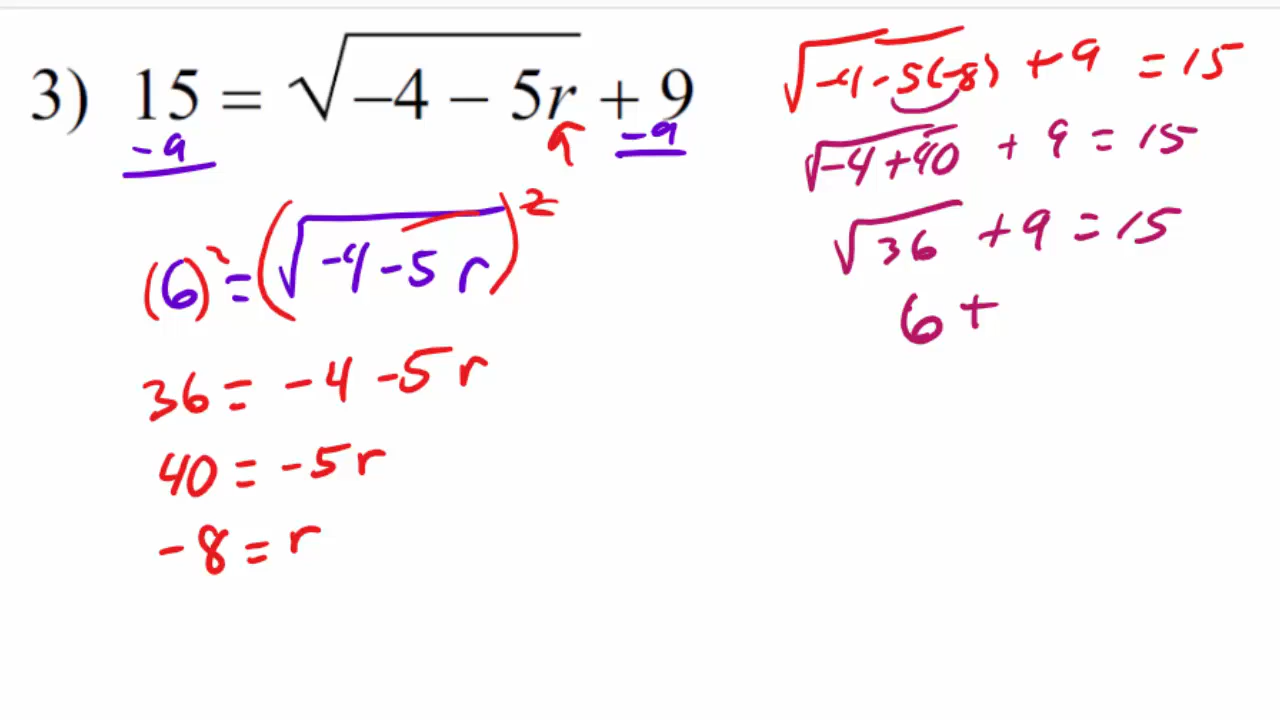 3) 15 = √−4 − 5r + 9
−9 −9
(6)² = (√−4 − 5r)²
36 = −4 − 5r
40 = −5r
−8 = r
√−4 − 5(−8) + 9 = 15
√−4 + 40 + 9 = 15
√36 + 9 = 15
6 +